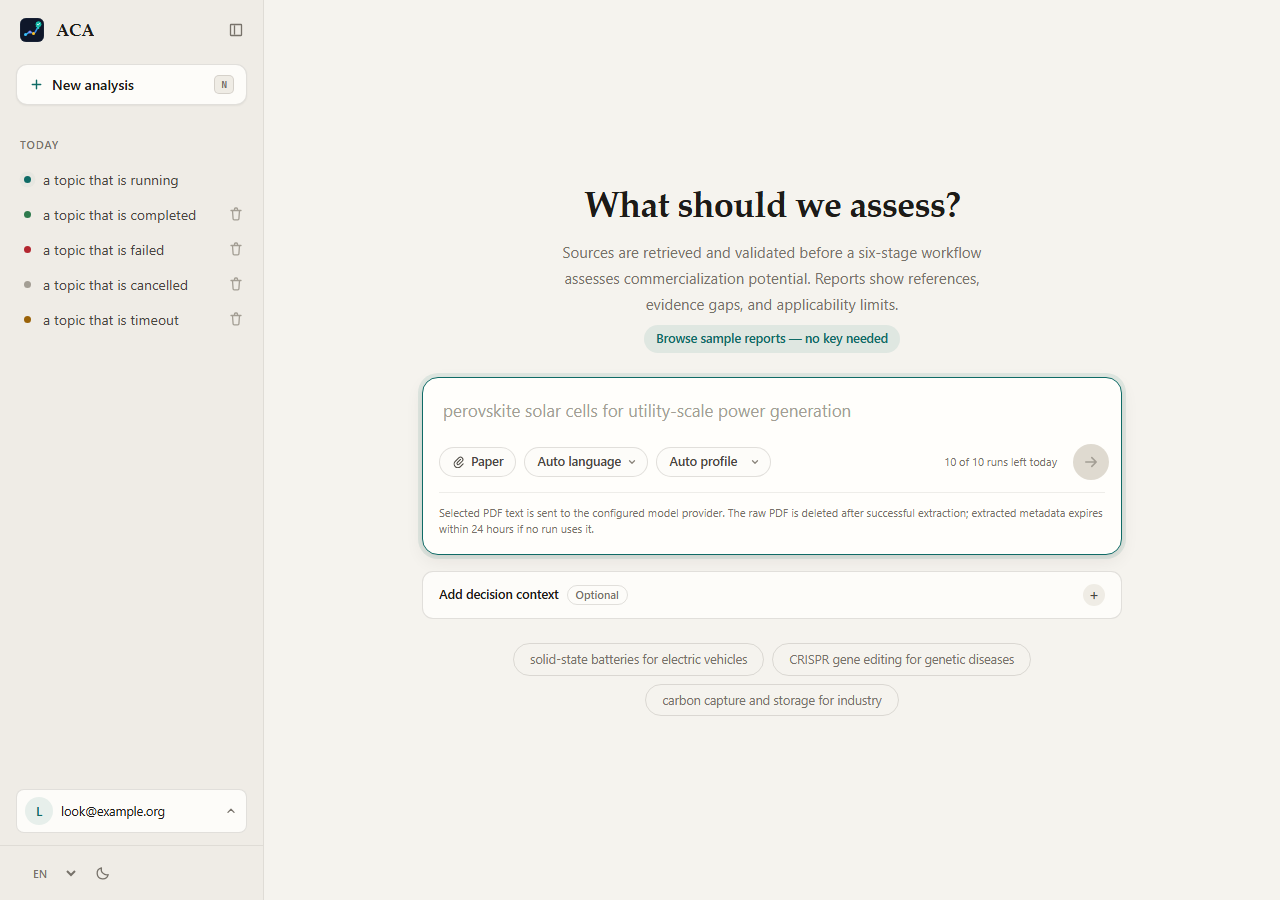 ACA
New analysis
N
TODAY
a topic that is running
a topic that is completed
a topic that is failed
a topic that is cancelled
a topic that is timeout
L
look@example.org
EN
What should we assess?
Sources are retrieved and validated before a six-stage workflow
assesses commercialization potential. Reports show references,
evidence gaps, and applicability limits.
Browse sample reports — no key needed
perovskite solar cells for utility-scale power generation
Paper
Auto language
Auto profile
10 of 10 runs left today
Selected PDF text is sent to the configured model provider. The raw PDF is deleted after successful extraction; extracted metadata expires
within 24 hours if no run uses it.
Add decision context
Optional
solid-state batteries for electric vehicles
CRISPR gene editing for genetic diseases
carbon capture and storage for industry